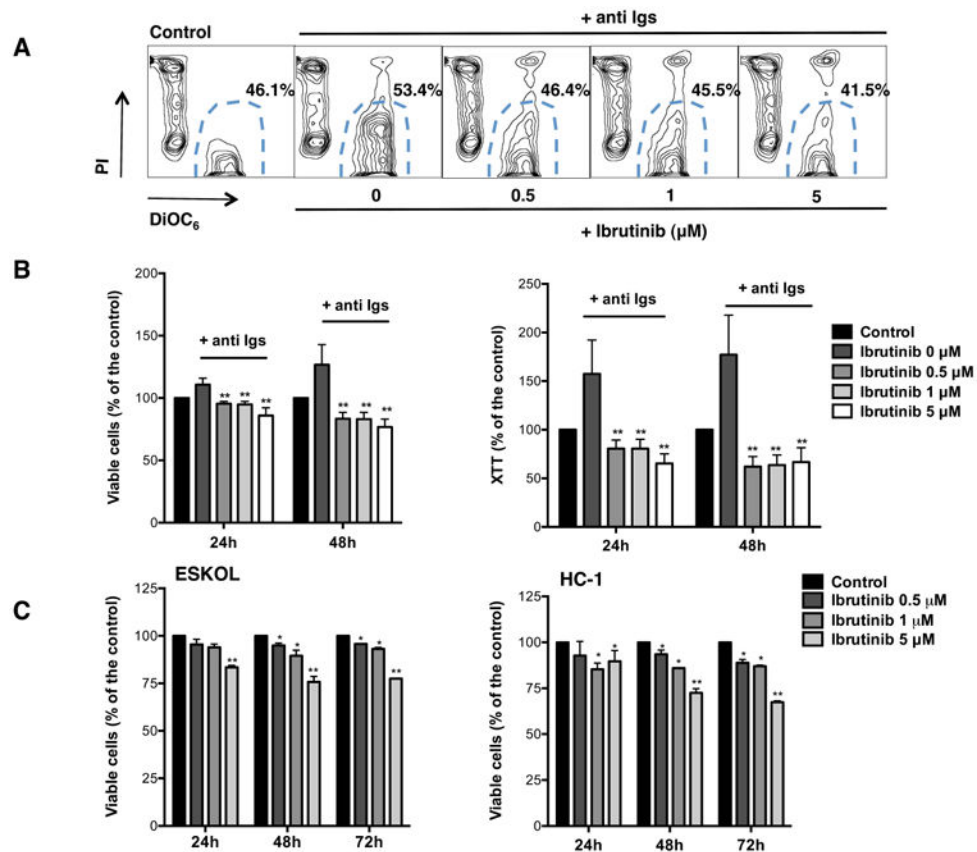 A
Control
+ anti Igs
46.1%
53.4%
46.4%
45.5%
41.5%
PI
DiOC6
0
0.5
1
5
+ Ibrutinib (µM)
B
Viable cells (% of the control)
200
150
100
50
0
+ anti Igs
+ anti Igs
** ** **
** ** **
24h
48h
XTT (% of the control)
250
200
150
100
50
0
+ anti Igs
+ anti Igs
** ** **
** ** **
24h
48h
Control
Ibrutinib 0 µM
Ibrutinib 0.5 µM
Ibrutinib 1 µM
Ibrutinib 5 µM
C
ESKOL
Viable cells (% of the control)
125
100
75
50
25
0
**
* * **
* * **
24h
48h
72h
HC-1
Viable cells (% of the control)
125
100
75
50
25
0
* *
* * **
* * **
24h
48h
72h
Control
Ibrutinib 0.5 µM
Ibrutinib 1 µM
Ibrutinib 5 µM